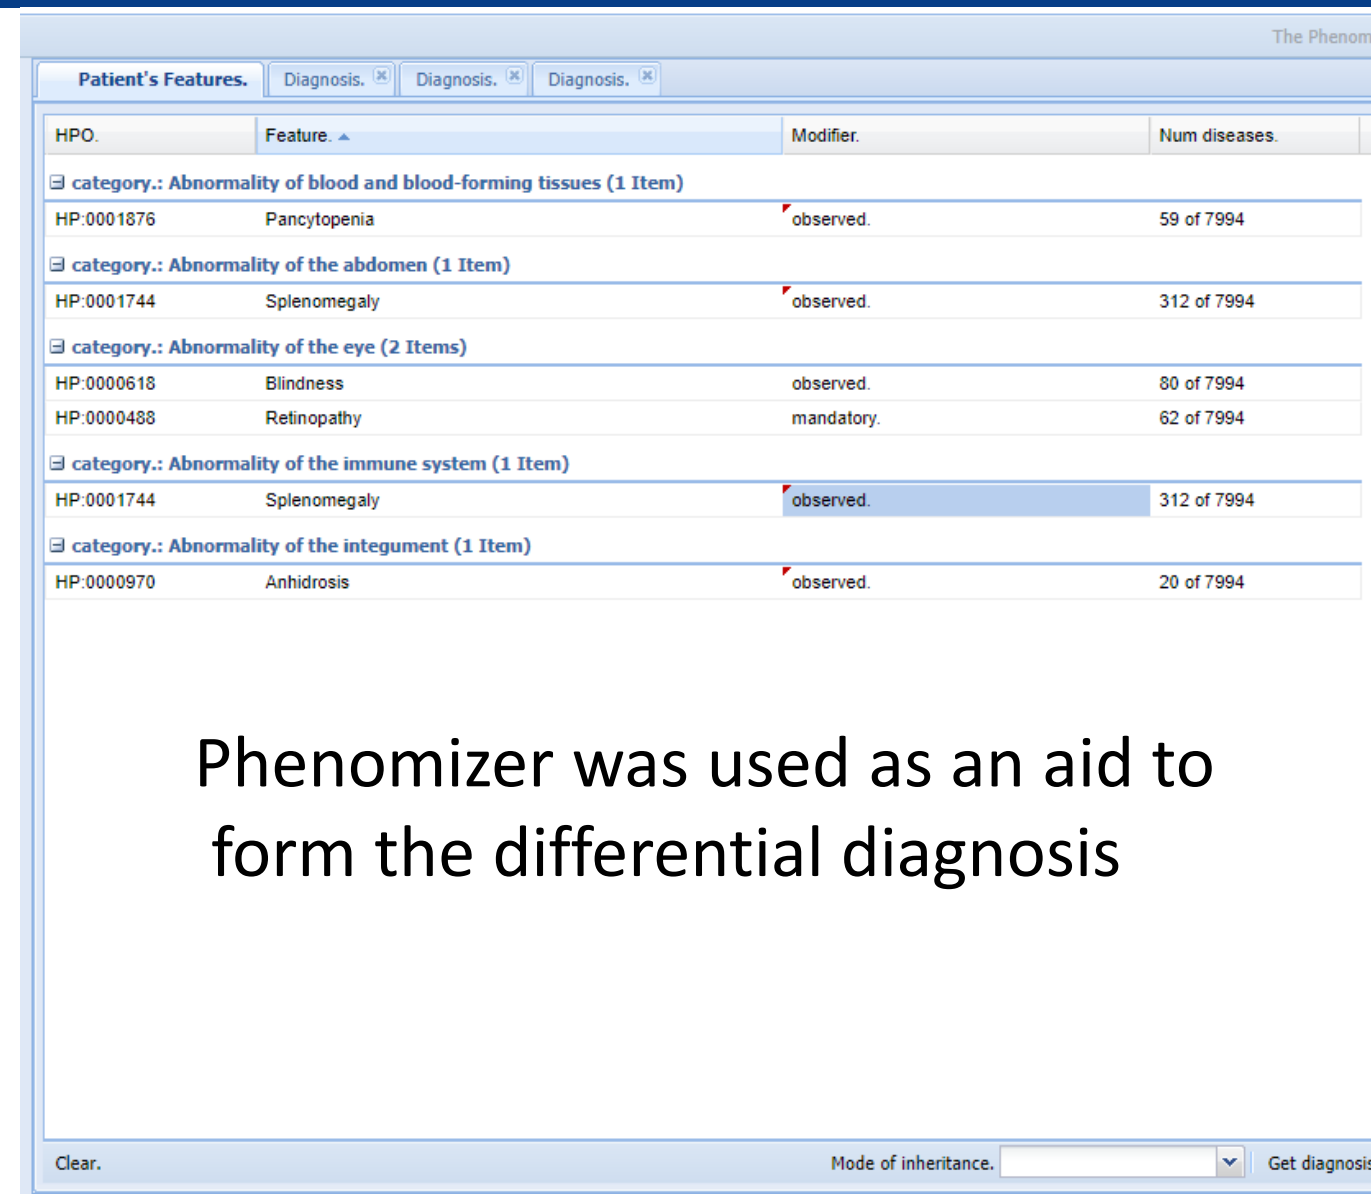 The Phenom
Patient's Features. Diagnosis. Diagnosis. Diagnosis.
HPO. Feature. Modifier. Num diseases.
category.: Abnormality of blood and blood-forming tissues (1 Item)
HP:0001876 Pancytopenia observed. 59 of 7994
category.: Abnormality of the abdomen (1 Item)
HP:0001744 Splenomegaly observed. 312 of 7994
category.: Abnormality of the eye (2 Items)
HP:0000618 Blindness observed. 80 of 7994
HP:0000488 Retinopathy mandatory. 62 of 7994
category.: Abnormality of the immune system (1 Item)
HP:0001744 Splenomegaly observed. 312 of 7994
category.: Abnormality of the integument (1 Item)
HP:0000970 Anhidrosis observed. 20 of 7994
Phenomizer was used as an aid to
form the differential diagnosis
Clear. Mode of inheritance. Get diagnosis